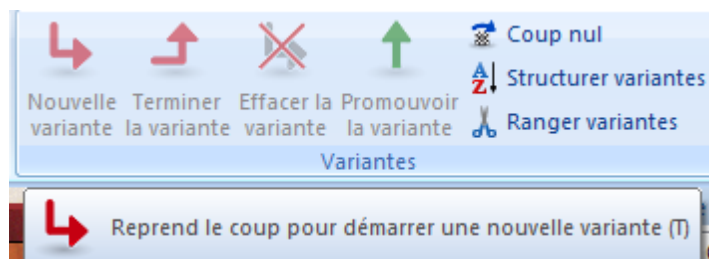 Nouvelle variante
Terminer la variante
Effacer la variante
Promouvoir la variante
Coup nul
Structurer variantes
Ranger variantes
Variantes
Reprend le coup pour démarrer une nouvelle variante (T)